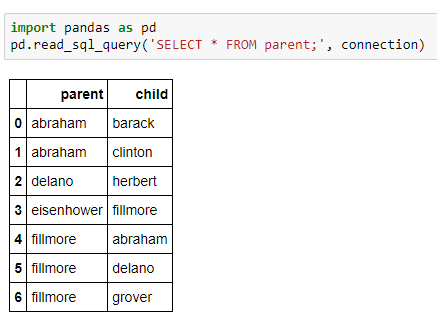 import pandas as pd
pd.read_sql_query('SELECT * FROM parent;', connection)
parent child
0 abraham barack
1 abraham clinton
2 delano herbert
3 eisenhower fillmore
4 fillmore abraham
5 fillmore delano
6 fillmore grover